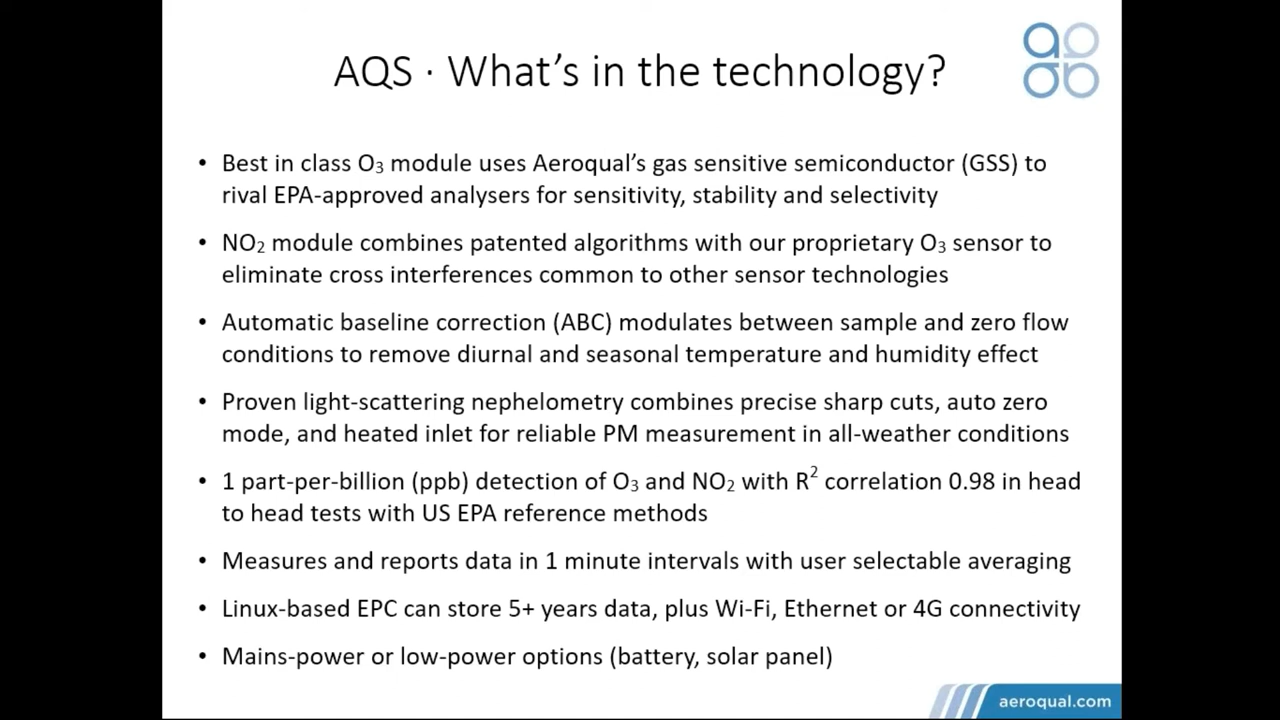 AQS · What's in the technology?
• Best in class O₃ module uses Aeroqual's gas sensitive semiconductor (GSS) to
rival EPA-approved analysers for sensitivity, stability and selectivity
• NO₂ module combines patented algorithms with our proprietary O₃ sensor to
eliminate cross interferences common to other sensor technologies
• Automatic baseline correction (ABC) modulates between sample and zero flow
conditions to remove diurnal and seasonal temperature and humidity effect
• Proven light-scattering nephelometry combines precise sharp cuts, auto zero
mode, and heated inlet for reliable PM measurement in all-weather conditions
• 1 part-per-billion (ppb) detection of O₃ and NO₂ with R² correlation 0.98 in head
to head tests with US EPA reference methods
• Measures and reports data in 1 minute intervals with user selectable averaging
• Linux-based EPC can store 5+ years data, plus Wi-Fi, Ethernet or 4G connectivity
• Mains-power or low-power options (battery, solar panel)
aeroqual.com